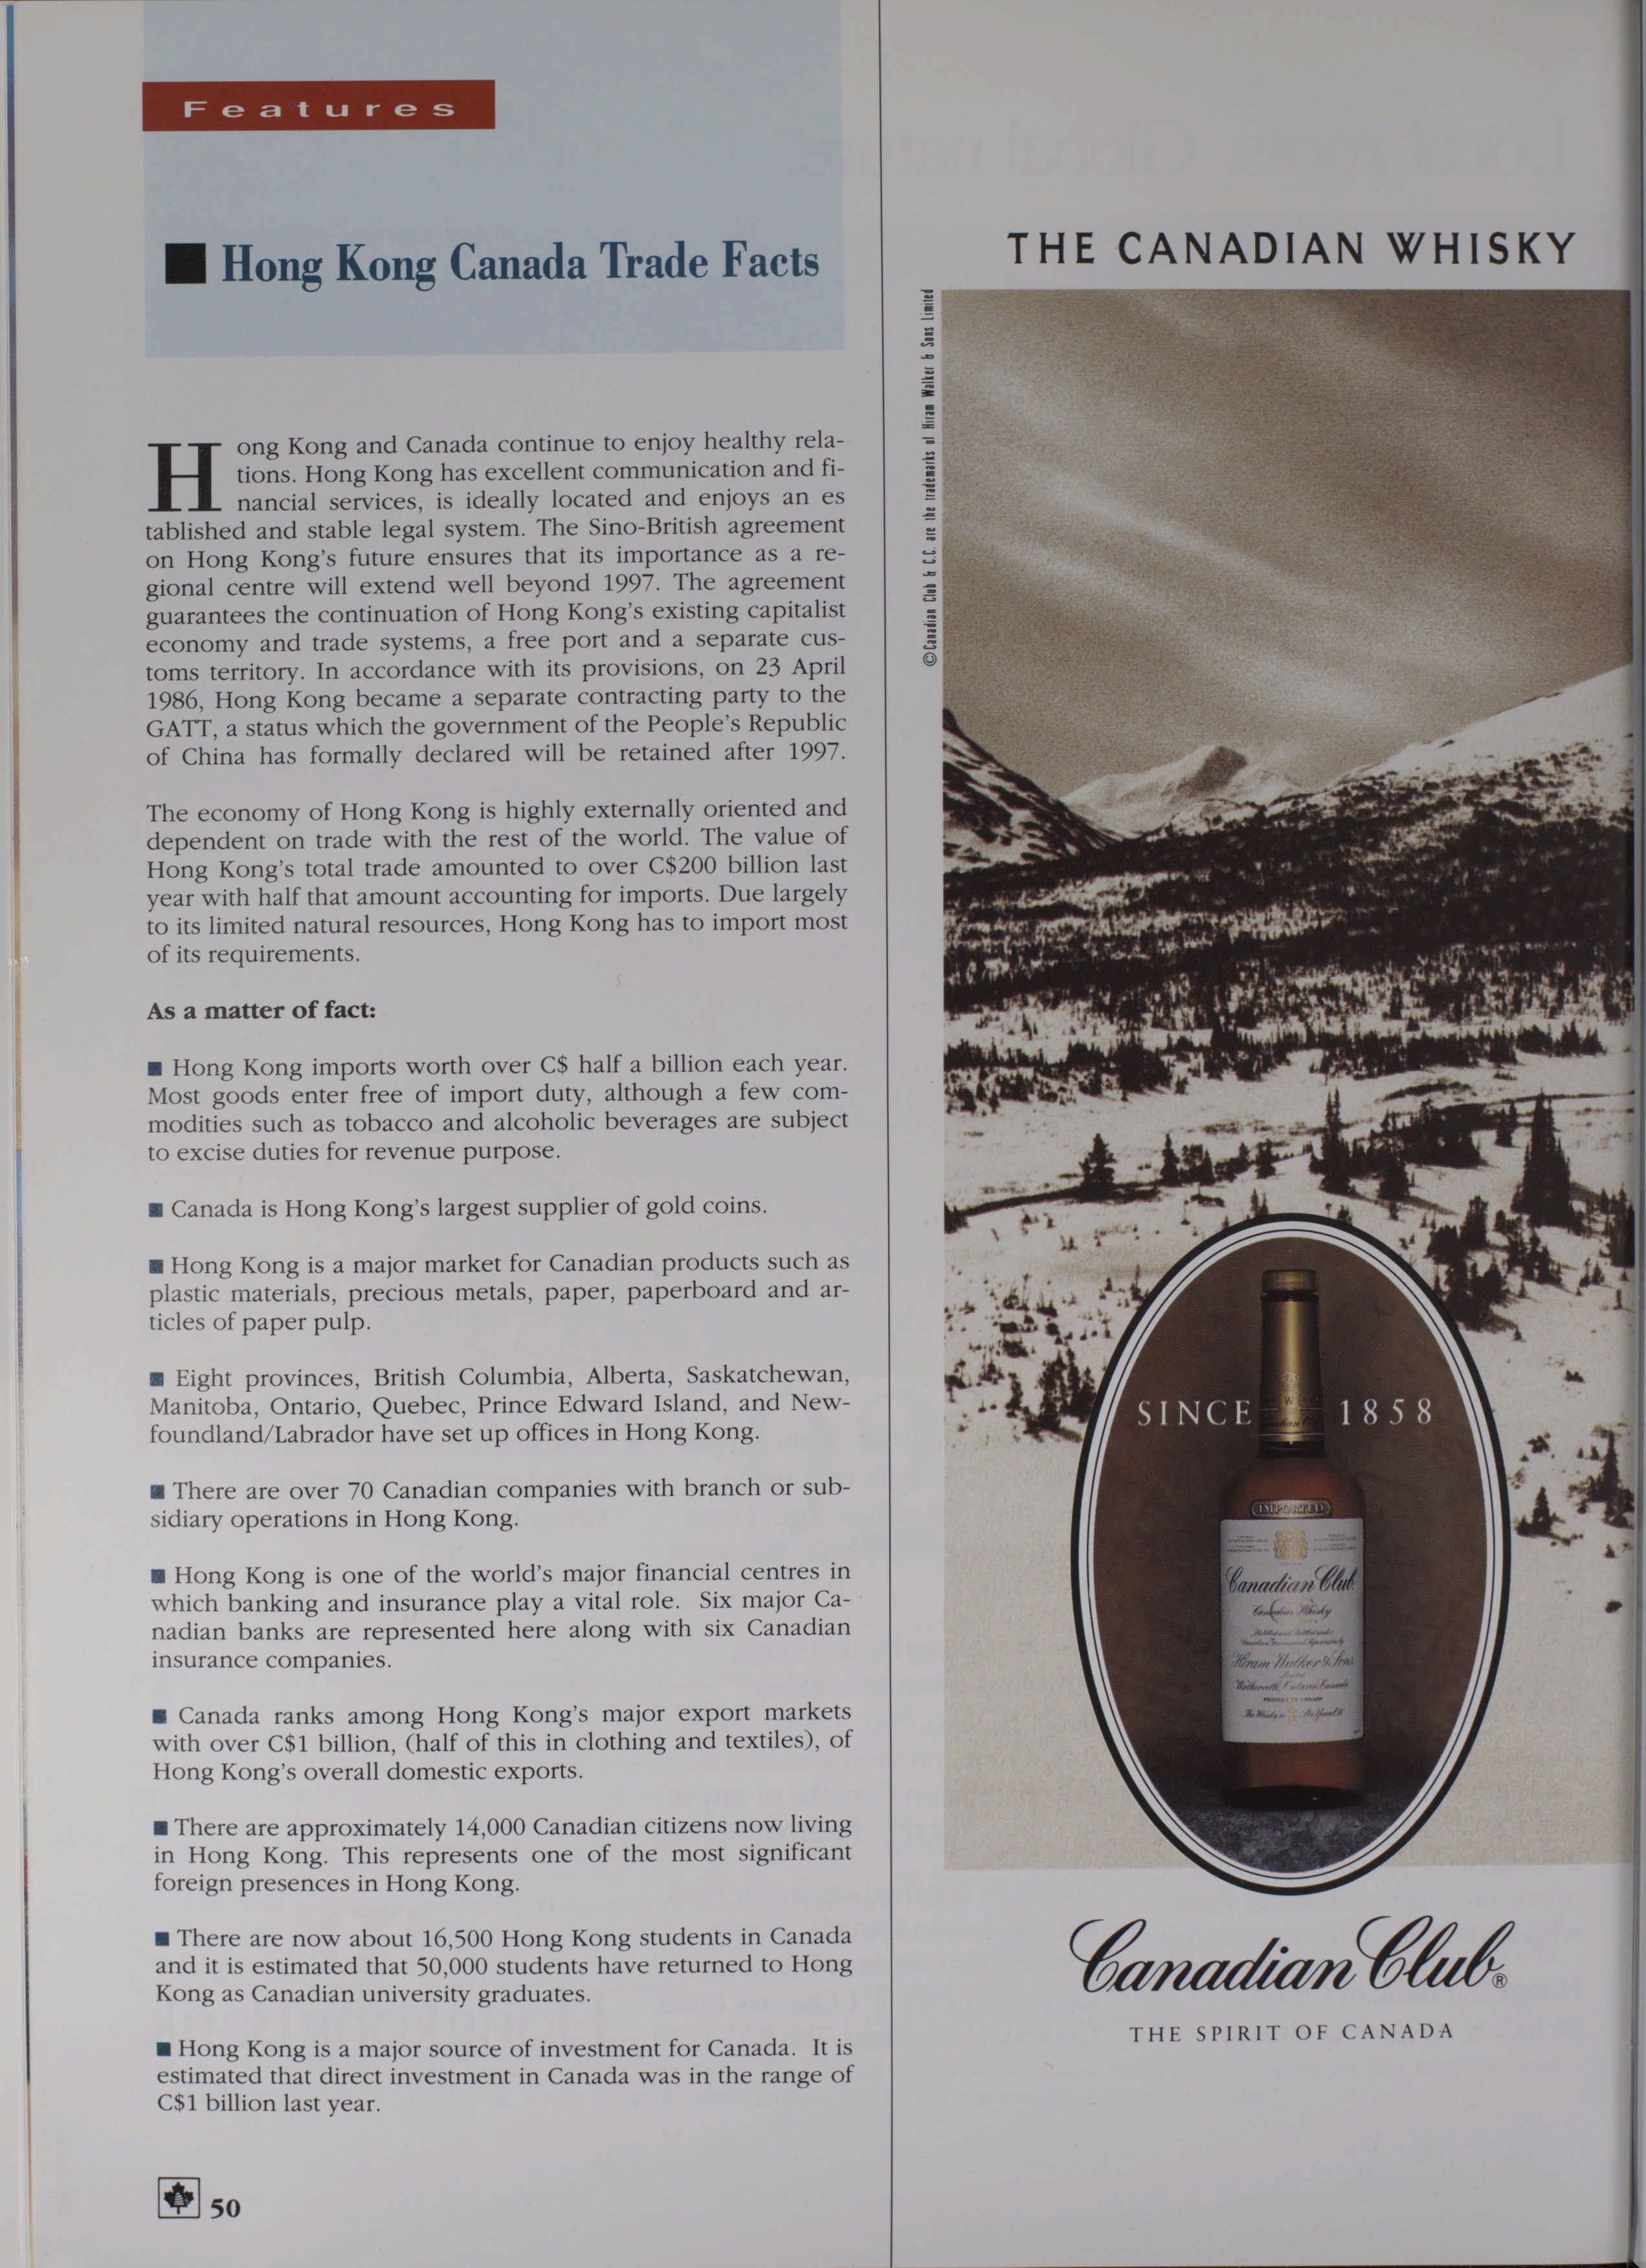 Features
■ Hong Kong Canada Trade Facts
Hong Kong and Canada continue to enjoy healthy rela-
tions. Hong Kong has excellent communication and fi-
nancial services, is ideally located and enjoys an es
tablished and stable legal system. The Sino-British agreement
on Hong Kong's future ensures that its importance as a re-
gional centre will extend well beyond 1997. The agreement
guarantees the continuation of Hong Kong's existing capitalist
economy and trade systems, a free port and a separate cus-
toms territory. In accordance with its provisions, on 23 April
1986, Hong Kong became a separate contracting party to the
GATT, a status which the government of the People's Republic
of China has formally declared will be retained after 1997.
The economy of Hong Kong is highly externally oriented and
dependent on trade with the rest of the world. The value of
Hong Kong's total trade amounted to over C$200 billion last
year with half that amount accounting for imports. Due largely
to its limited natural resources, Hong Kong has to import most
of its requirements.
As a matter of fact:
■ Hong Kong imports worth over C$ half a billion each year.
Most goods enter free of import duty, although a few com-
modities such as tobacco and alcoholic beverages are subject
to excise duties for revenue purpose.
■ Canada is Hong Kong's largest supplier of gold coins.
■ Hong Kong is a major market for Canadian products such as
plastic materials, precious metals, paper, paperboard and ar-
ticles of paper pulp.
■ Eight provinces, British Columbia, Alberta, Saskatchewan,
Manitoba, Ontario, Quebec, Prince Edward Island, and New-
foundland/Labrador have set up offices in Hong Kong.
■ There are over 70 Canadian companies with branch or sub-
sidiary operations in Hong Kong.
■ Hong Kong is one of the world's major financial centres in
which banking and insurance play a vital role. Six major Ca-
nadian banks are represented here along with six Canadian
insurance companies.
■ Canada ranks among Hong Kong's major export markets
with over C$1 billion, (half of this in clothing and textiles), of
Hong Kong's overall domestic exports.
■ There are approximately 14,000 Canadian citizens now living
in Hong Kong. This represents one of the most significant
foreign presences in Hong Kong.
■ There are now about 16,500 Hong Kong students in Canada
and it is estimated that 50,000 students have returned to Hong
Kong as Canadian university graduates.
■ Hong Kong is a major source of investment for Canada. It is
estimated that direct investment in Canada was in the range of
C$1 billion last year.
50
THE CANADIAN WHISKY
©Canadian Club & C.C. are the trademarks of Hiram Walker & Sons Limited
SINCE 1858
IMPORTED
Canadian Club
Canadian Whisky
Hiram Walker & Sons
Limited
Walkerville, Ontario, Canada
PRODUCT OF CANADA
Canadian Club®
THE SPIRIT OF CANADA